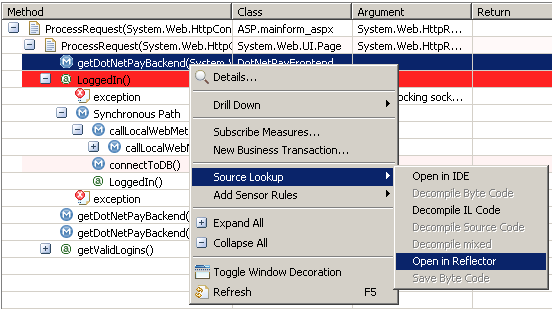 Method Class Argument Return
ProcessRequest(System.Web.HttpCon ASP.mainform_aspx System.Web.HttpR...
ProcessRequest(System.Web.HttpCon System.Web.UI.Page System.Web.HttpR...
getDotNetPayBackend(System.W DotNetPayFrontend
LoggedIn()
exception ocking sock...
Synchronous Path
callLocalWebMet
callLocalWebM
connectToDB()
LoggedIn()
exception
getDotNetPayBackend(
getDotNetPayBackend(
getValidLogins()
Details...
Drill Down
Subscribe Measures...
New Business Transaction...
Source Lookup
Add Sensor Rules
Expand All
Collapse All
Toggle Window Decoration
Refresh F5
Open in IDE
Decompile Byte Code
Decompile IL Code
Decompile Source Code
Decompile mixed
Open in Reflector
Save Byte Code